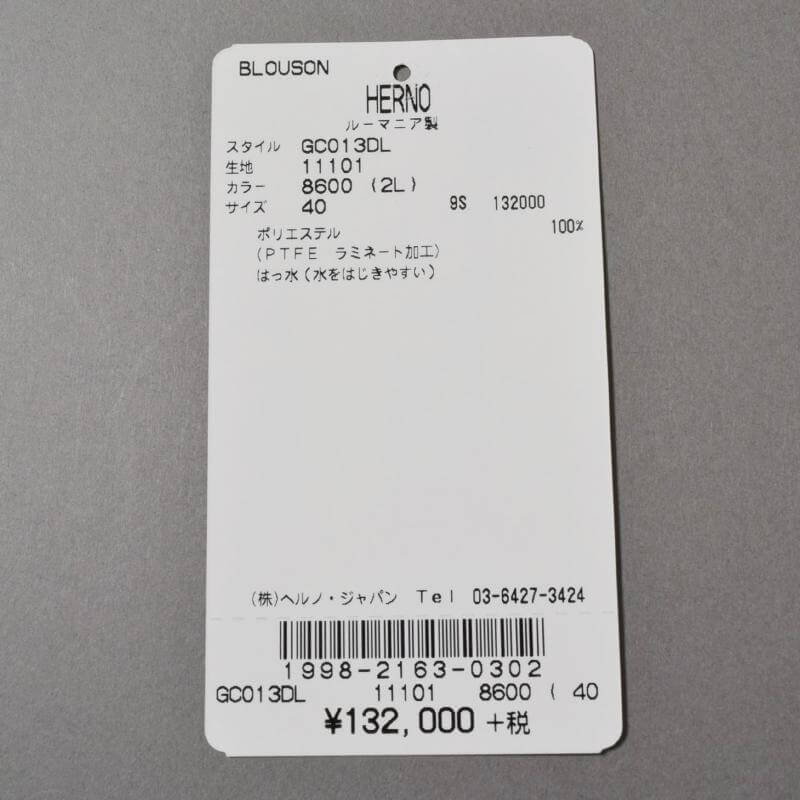 BLOUSON
HERNO
ルーマニア製
スタイル GC013DL
生地 11101
カラー 8600 (2L)
サイズ 40 9S 132000
ポリエステル 100%
(PTFE ラミネート加工)
はっ水(水をはじきやすい)
(株)ヘルノ・ジャパン Tel 03-6427-3424
1998-2163-0302
GC013DL 11101 8600 ( 40
¥132,000 +税